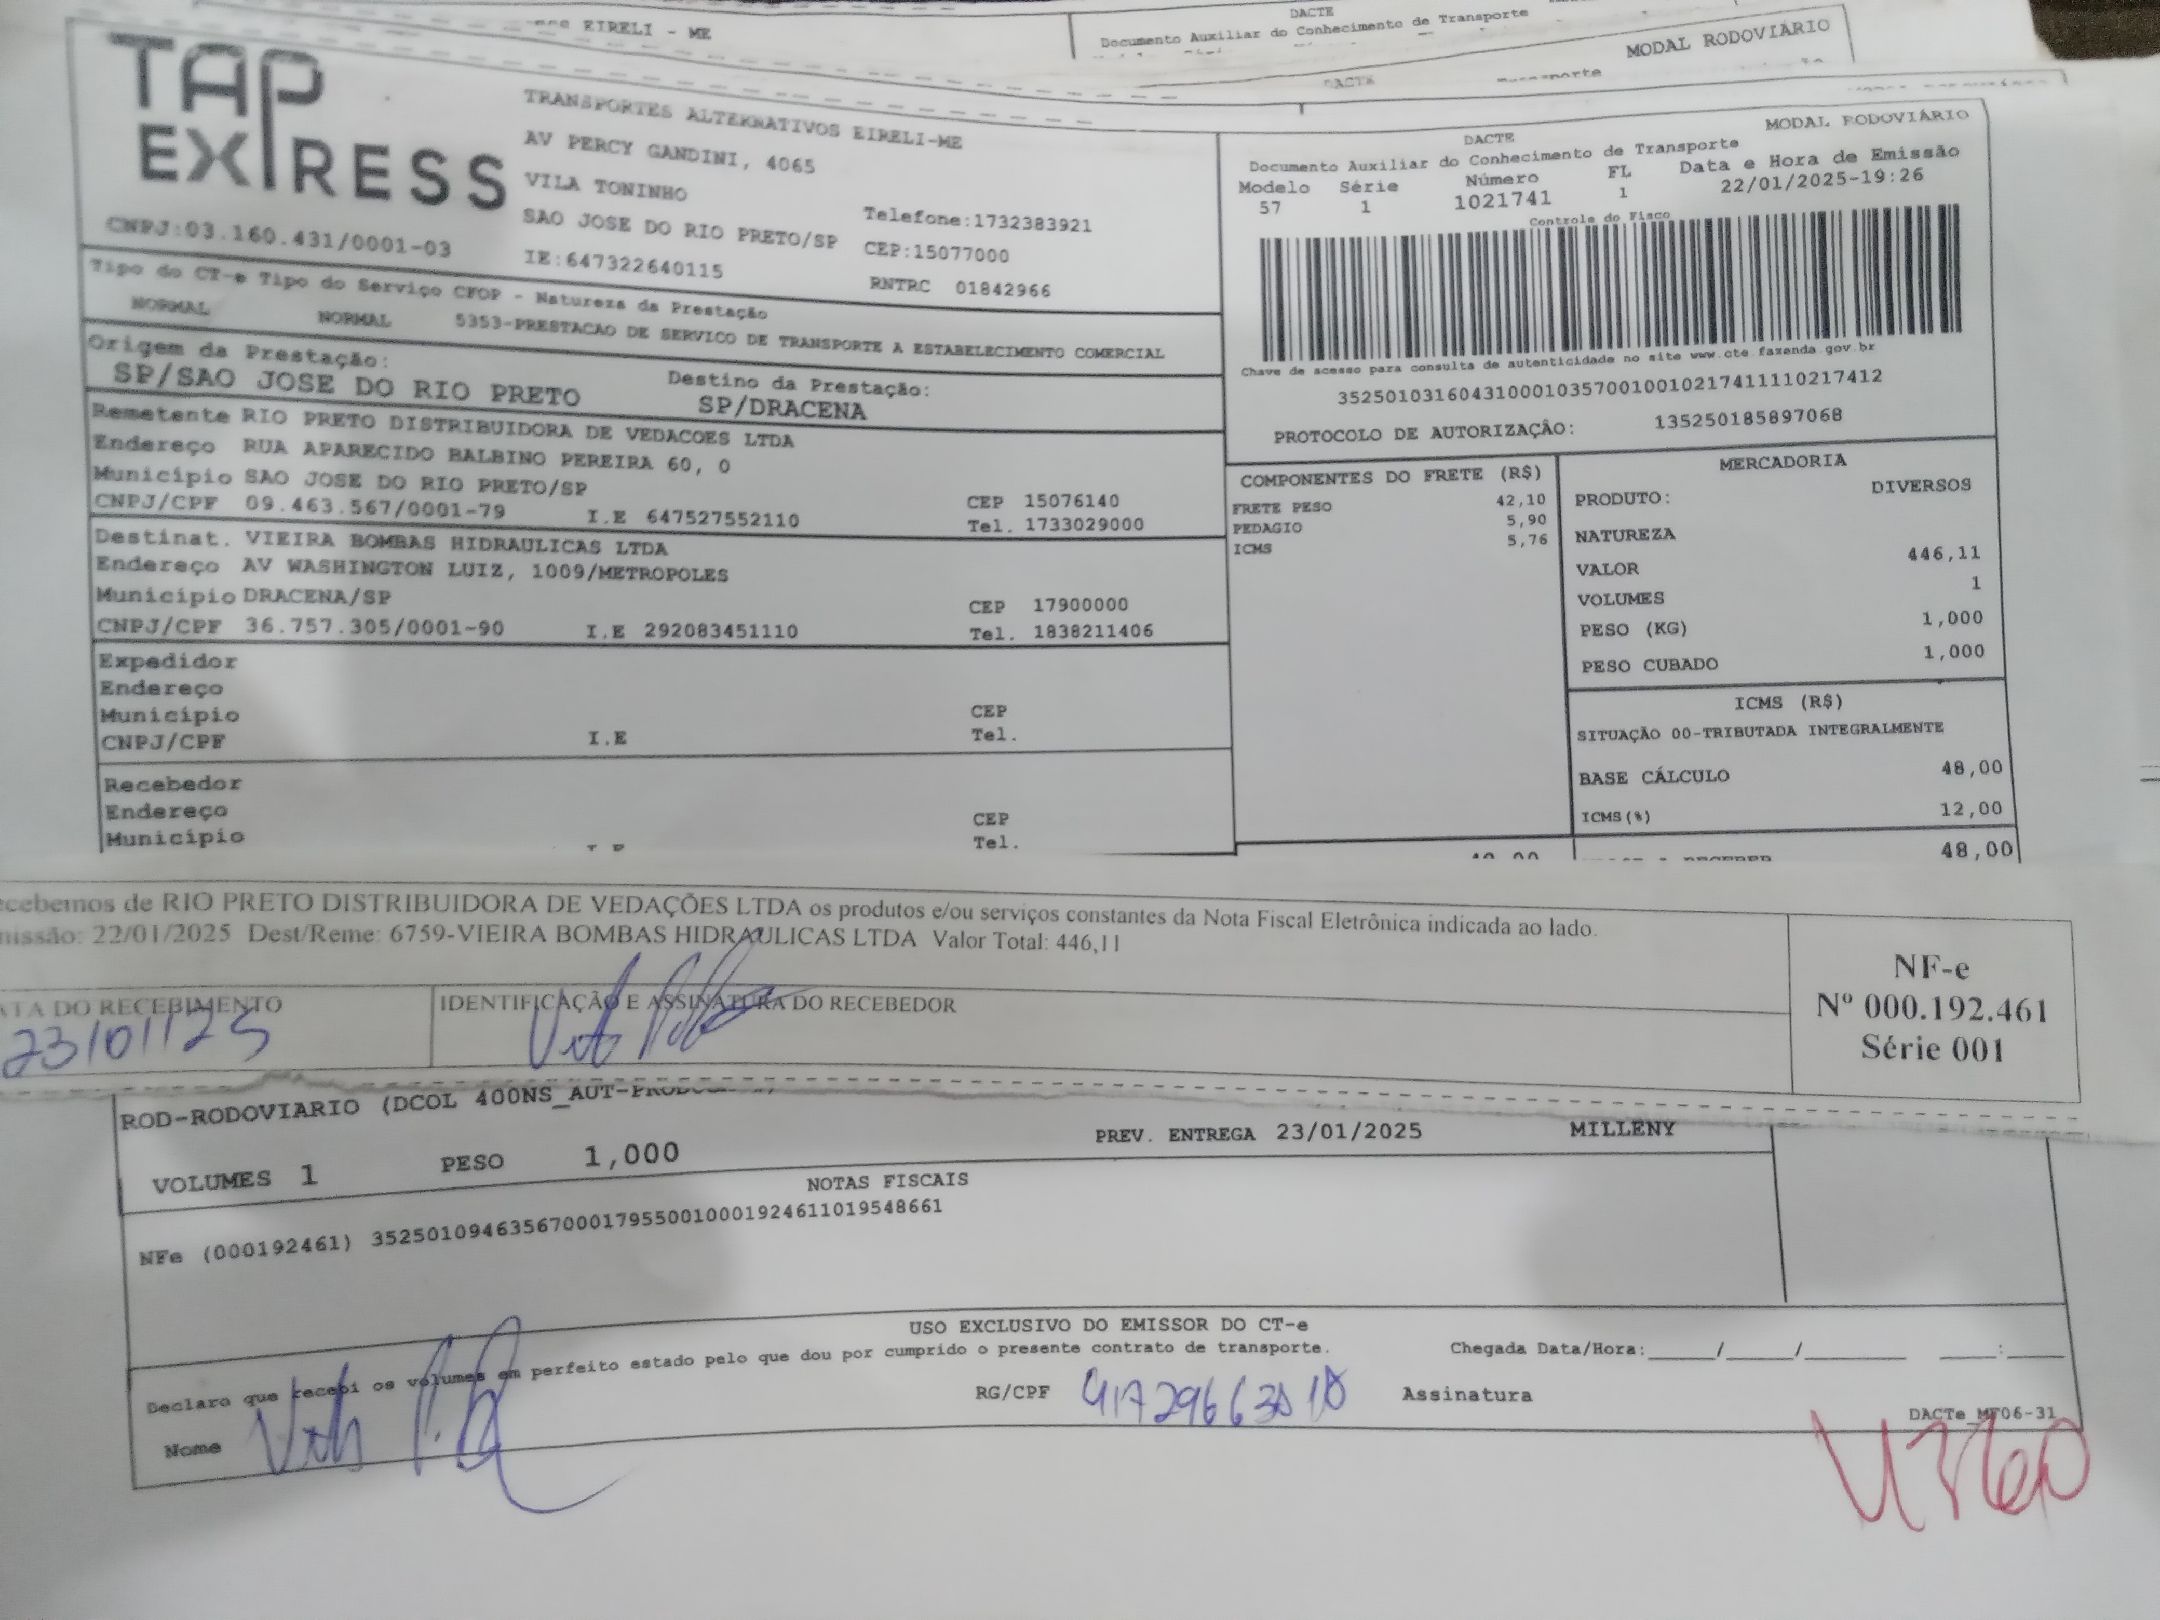 EIRELI - ME
DACTE
Documento Auxiliar do Conhecimento de Transporte
MODAL RODOVIÁRIO
DACTE
TAP
EXPRESS
CNPJ:03.160.431/0001-03
TRANSPORTES ALTERNATIVOS EIRELI-ME
AV PERCY GANDINI, 4065
VILA TONINHO
SAO JOSE DO RIO PRETO/SP
IE:647322640115
Telefone:1732383921
CEP:15077000
RNTRC 01842966
DACTE
MODAL RODOVIÁRIO
Documento Auxiliar do Conhecimento de Transporte
Modelo Série Número FL Data e Hora de Emissão
57 1 1021741 1 22/01/2025-19:26
Controle do Fisco
Chave de acesso para consulta de autenticidade no site www.cte.fazenda.gov.br
35250103160431000103570010010217411110217412
PROTOCOLO DE AUTORIZAÇÃO: 135250185897068
Tipo do CT-e Tipo do Serviço CFOP - Natureza da Prestação
NORMAL NORMAL 5353-PRESTACAO DE SERVICO DE TRANSPORTE A ESTABELECIMENTO COMERCIAL
Origem da Prestação: Destino da Prestação:
SP/SAO JOSE DO RIO PRETO SP/DRACENA
Remetente RIO PRETO DISTRIBUIDORA DE VEDACOES LTDA
Endereço RUA APARECIDO BALBINO PEREIRA 60, 0
Município SAO JOSE DO RIO PRETO/SP CEP 15076140
CNPJ/CPF 09.463.567/0001-79 I.E 647527552110 Tel. 1733029000
Destinat. VIEIRA BOMBAS HIDRAULICAS LTDA
Endereço AV WASHINGTON LUIZ, 1009/METROPOLES
Município DRACENA/SP CEP 17900000
CNPJ/CPF 36.757.305/0001-90 I.E 292083451110 Tel. 1838211406
Expedidor
Endereço
Município CEP
CNPJ/CPF I.E Tel.
Recebedor
Endereço CEP
Município Tel.
COMPONENTES DO FRETE (R$)
FRETE PESO 42,10
PEDAGIO 5,90
ICMS 5,76
MERCADORIA
PRODUTO: DIVERSOS
NATUREZA
VALOR 446,11
VOLUMES 1
PESO (KG) 1,000
PESO CUBADO 1,000
ICMS (R$)
SITUAÇÃO 00-TRIBUTADA INTEGRALMENTE
BASE CÁLCULO 48,00
ICMS(%) 12,00
48,00
cebemos de RIO PRETO DISTRIBUIDORA DE VEDAÇÕES LTDA os produtos e/ou serviços constantes da Nota Fiscal Eletrônica indicada ao lado.
nissão: 22/01/2025 Dest/Reme: 6759-VIEIRA BOMBAS HIDRAULICAS LTDA Valor Total: 446,11
ATA DO RECEBIMENTO IDENTIFICAÇÃO E ASSINATURA DO RECEBEDOR
23/01/25
NF-e
Nº 000.192.461
Série 001
ROD-RODOVIARIO (DCOL 400NS_AUT-
VOLUMES 1 PESO 1,000 PREV. ENTREGA 23/01/2025 MILLENY
NOTAS FISCAIS
NFe (000192461) 35250109463567000179550010001924611019548661
USO EXCLUSIVO DO EMISSOR DO CT-e
Declaro que recebi os volumes em perfeito estado pelo que dou por cumprido o presente contrato de transporte. Chegada Data/Hora:_____/_____/________ ____:____
Nome RG/CPF Assinatura
DACTe_MF06-31